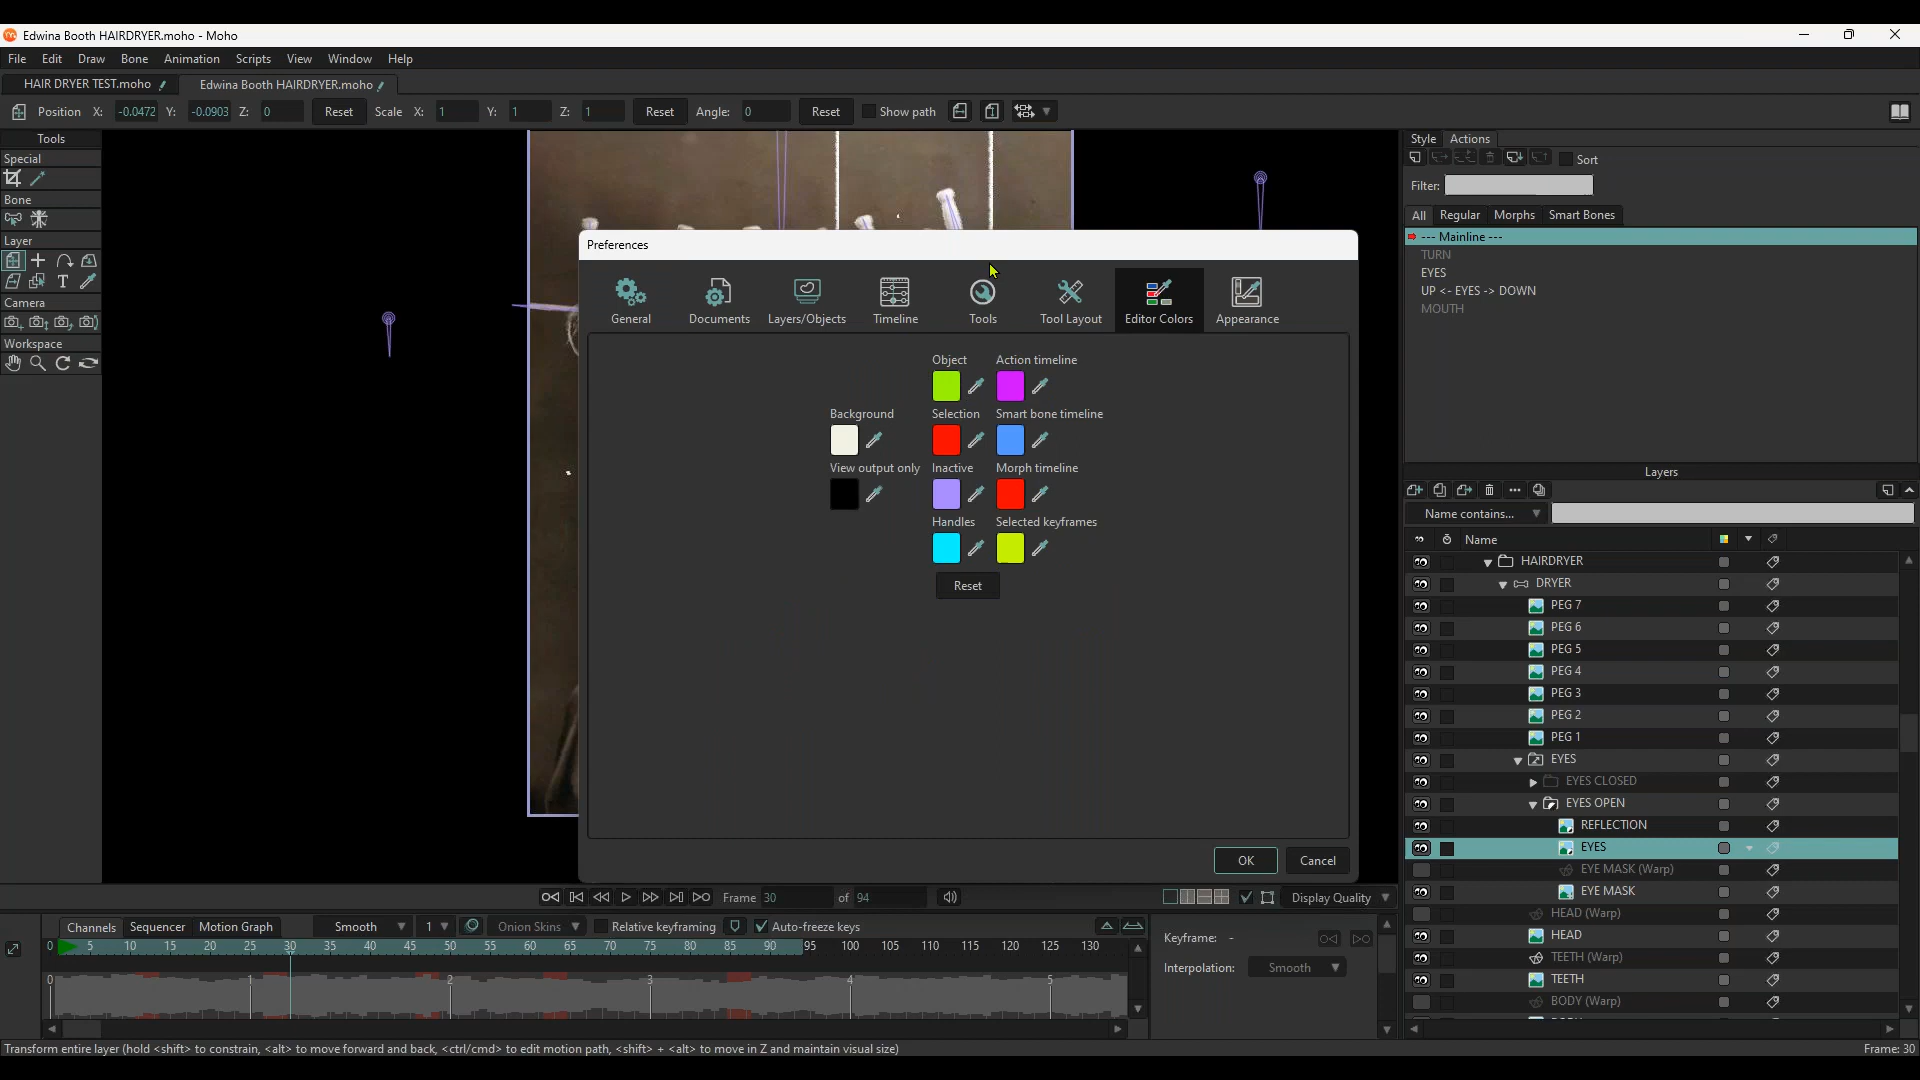 Edwina Booth HAIRDRYER.moho - Moho
File Edit Draw Bone Animation Scripts View Window Help
HAIR DRYER TEST.moho Edwina Booth HAIRDRYER.moho
Position X: -0.0472 Y: -0.0903 Z: 0 Reset Scale X: 1 Y: 1 Z: 1 Reset Angle: 0 Reset Show path
Tools
Special
Bone
Layer
Camera
Workspace
Style Actions
Sort
Filter:
All Regular Morphs Smart Bones
--- Mainline ---
TURN
EYES
UP <- EYES -> DOWN
MOUTH
Preferences
General Documents Layers/Objects Timeline Tools Tool Layout Editor Colors Appearance
Object Action timeline
Background Selection Smart bone timeline
View output only Inactive Morph timeline
Handles Selected keyframes
Reset
OK Cancel
Layers
Name contains...
Name
HAIRDRYER
DRYER
PEG 7
PEG 6
PEG 5
PEG 4
PEG 3
PEG 2
PEG 1
EYES
EYES CLOSED
EYES OPEN
REFLECTION
EYES
EYE MASK (Warp)
EYE MASK
HEAD (Warp)
HEAD
TEETH (Warp)
TEETH
BODY (Warp)
Frame 30 of 94 Display Quality
Channels Sequencer Motion Graph Smooth 1 Onion Skins Relative keyframing Auto-freeze keys
0 5 10 15 20 25 30 35 40 45 50 55 60 65 70 75 80 85 90 95 100 105 110 115 120 125 130
0 1 2 3 4 5
Keyframe: -
Interpolation: Smooth
Transform entire layer (hold <shift> to constrain, <alt> to move forward and back, <ctrl/cmd> to edit motion path, <shift> + <alt> to move in Z and maintain visual size)
Frame: 30